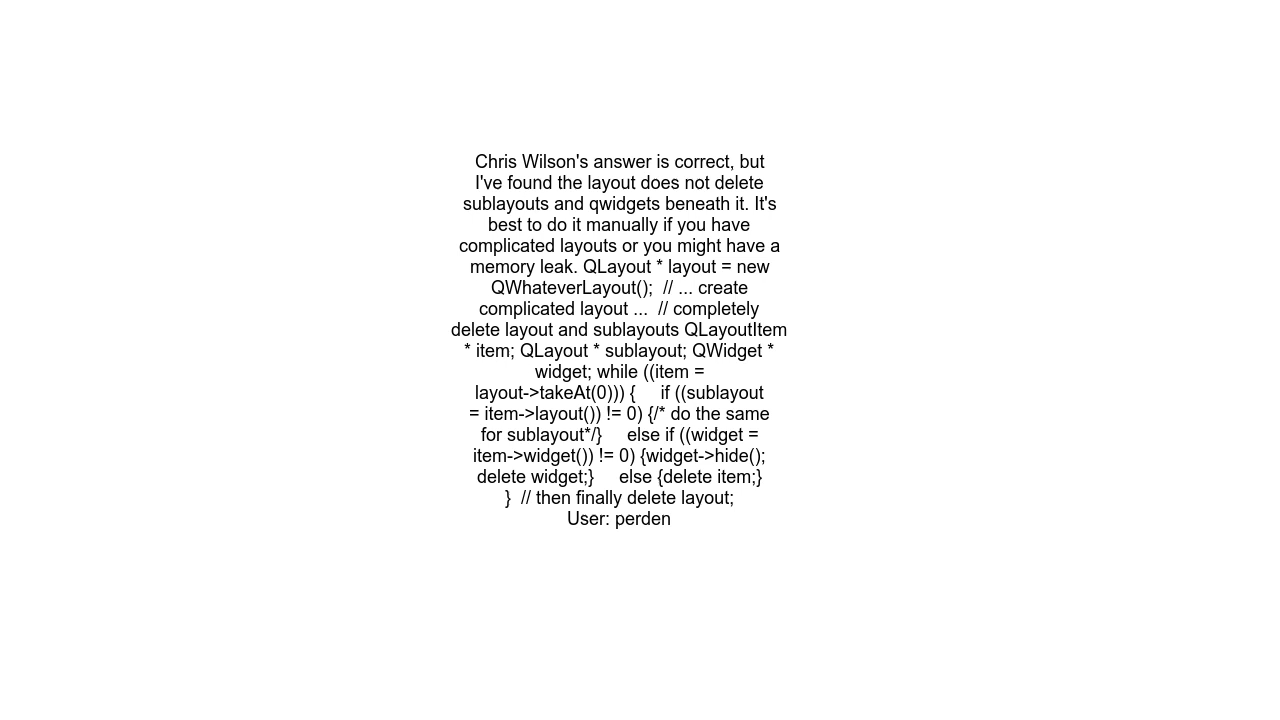 Chris Wilson's answer is correct, but
I've found the layout does not delete
sublayouts and qwidgets beneath it. It's
best to do it manually if you have
complicated layouts or you might have a
memory leak. QLayout * layout = new
QWhateverLayout();  // ... create
complicated layout ...  // completely
delete layout and sublayouts QLayoutItem
* item; QLayout * sublayout; QWidget *
widget; while ((item =
layout->takeAt(0))) {     if ((sublayout
= item->layout()) != 0) {/* do the same
for sublayout*/}     else if ((widget =
item->widget()) != 0) {widget->hide();
delete widget;}     else {delete item;}
}  // then finally delete layout;
User: perden